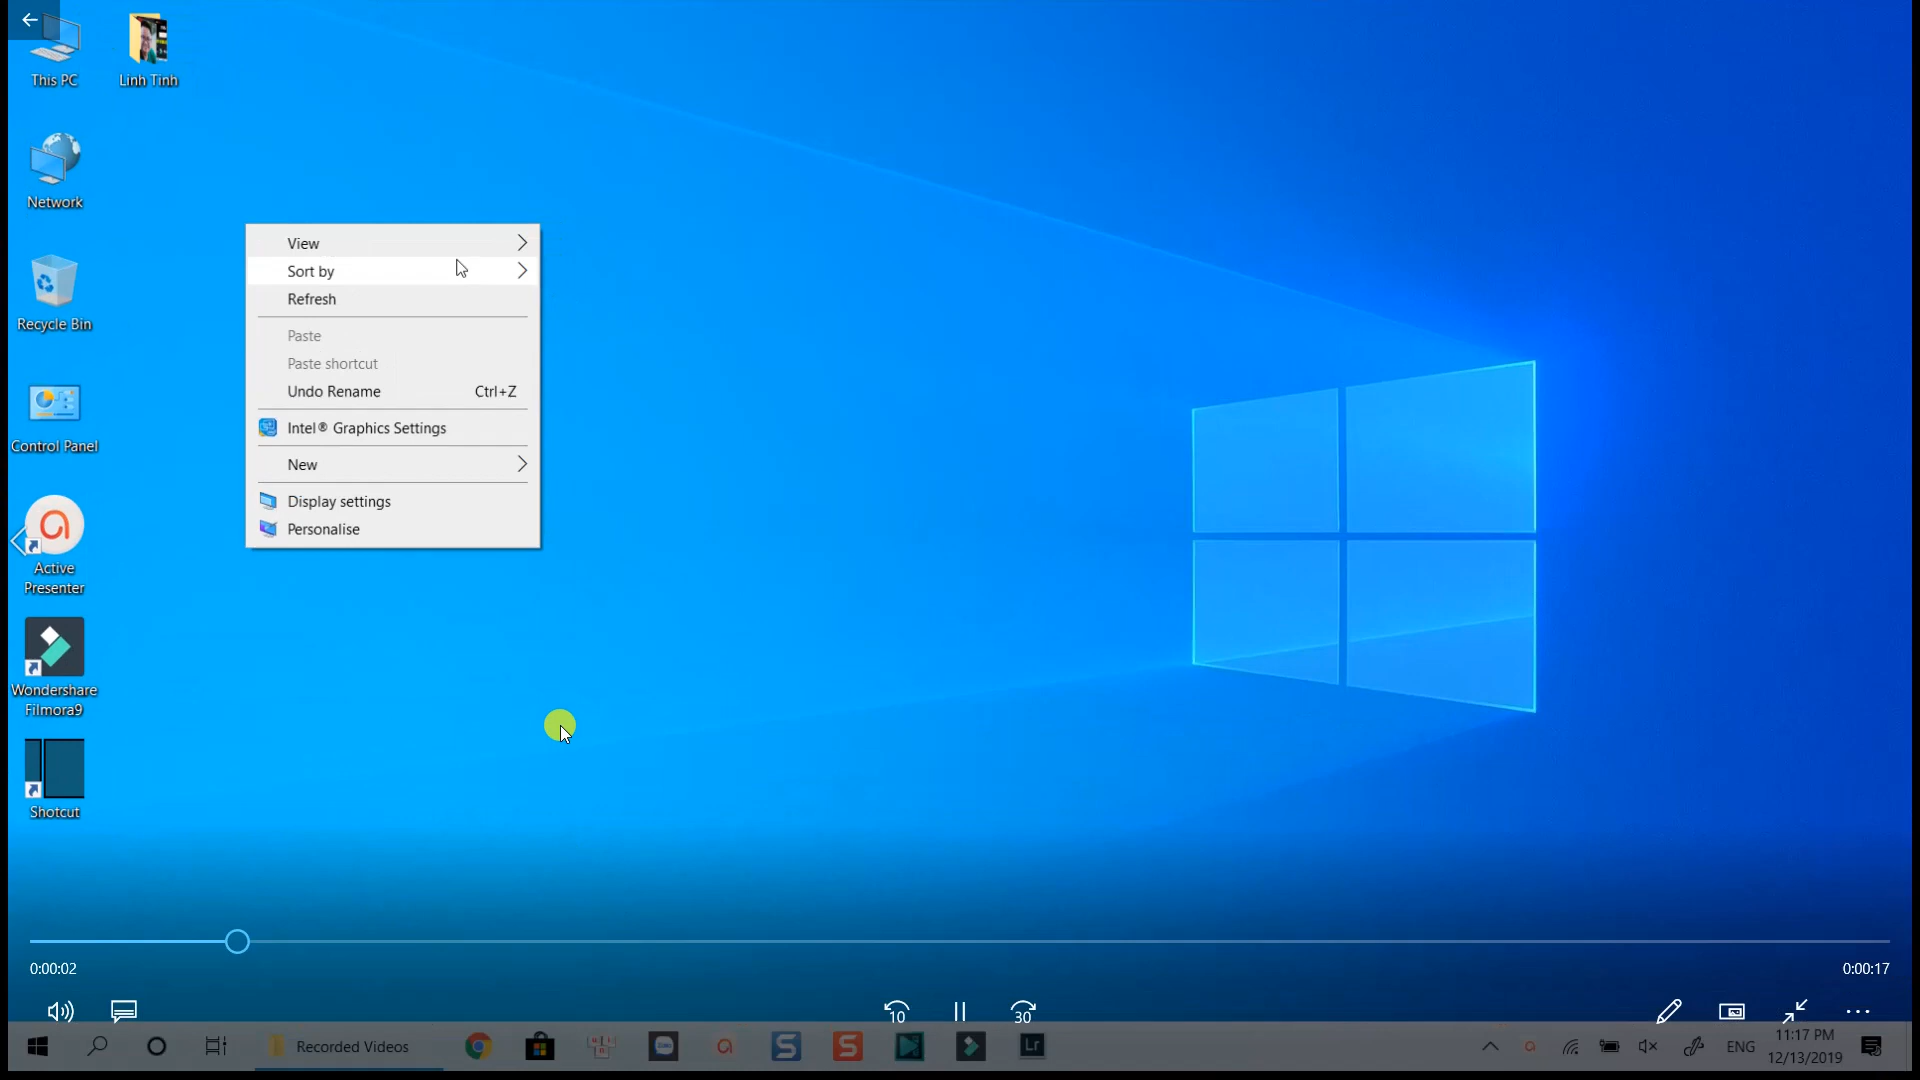 This PC
Linh Tinh
Network
Recycle Bin
Control Panel
Active
Presenter
Wondershare
Filmora9
Shotcut
View
Sort by
Refresh
Paste
Paste shortcut
Undo Rename Ctrl+Z
Intel® Graphics Settings
New
Display settings
Personalise
0:00:02
0:00:17
10
30
Recorded Videos
Lr
ENG
11:17 PM
12/13/2019